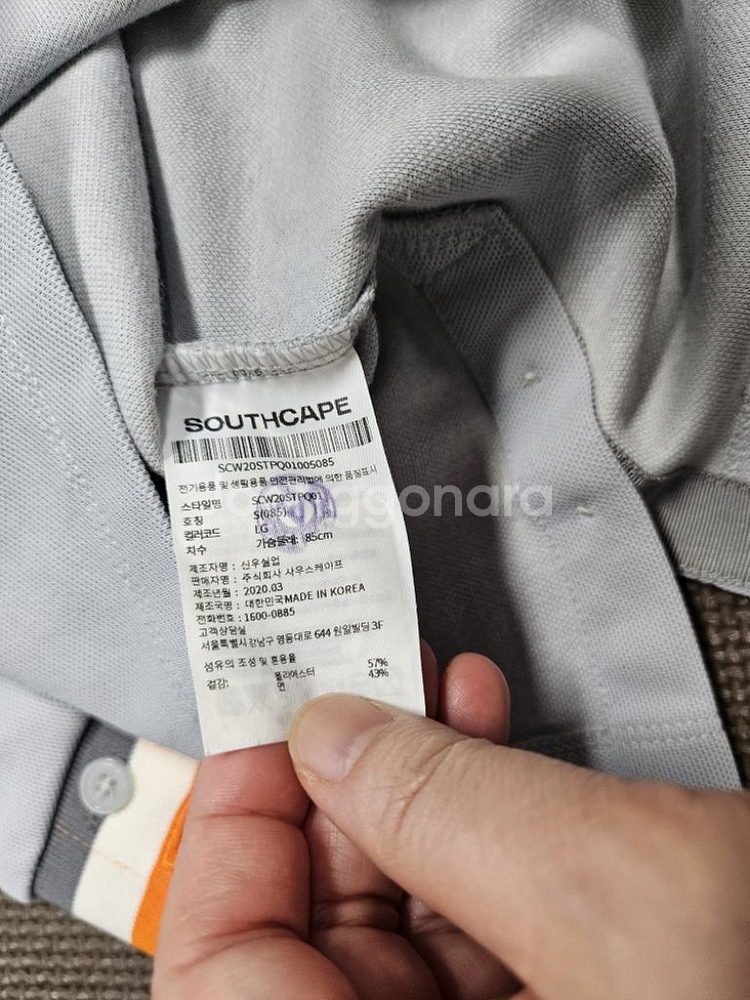 SOUTHCAPE
SCW20STPQ01005085
전기용품 및 생활용품 안전관리법에 의한 품질표시
스타일명 SCW20STPQ01
호칭 S(085)
컬러코드 LG
치수 가슴둘레: 85cm
제조자명 : 신우실업
판매자명 : 주식회사 사우스케이프
제조년월 : 2020.03
제조국명 : 대한민국MADE IN KOREA
전화번호 : 1600-0885
고객상담실
서울특별시강남구 영동대로 644 원일빌딩 3F
섬유의 조성 및 혼용율
겉감: 폴리에스터 57%
면 43%